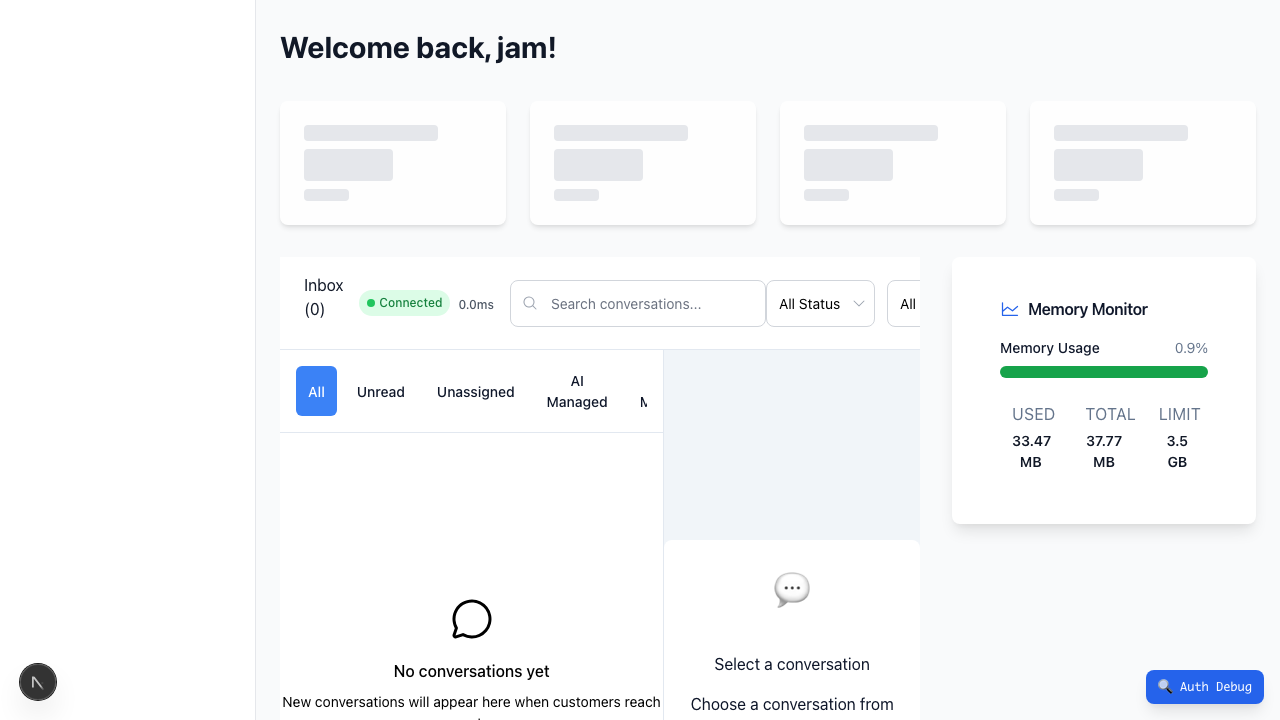 Welcome back, jam!
Inbox
(0)
Connected
0.0ms
Search conversations...
All Status
All
All
Unread
Unassigned
AI
Managed
No conversations yet
New conversations will appear here when customers reach
Select a conversation
Choose a conversation from
Memory Monitor
Memory Usage
0.9%
USED
TOTAL
LIMIT
33.47
MB
37.77
MB
3.5
GB
N
🔍 Auth Debug